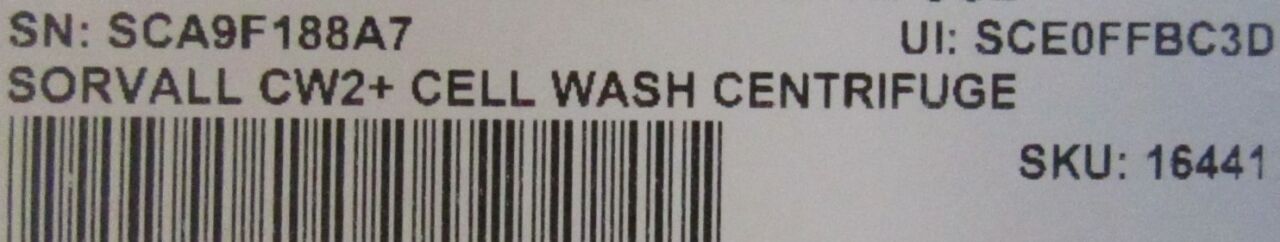 SN: SCA9F188A7 UI: SCE0FFBC3D
SORVALL CW2+ CELL WASH CENTRIFUGE
SKU: 16441